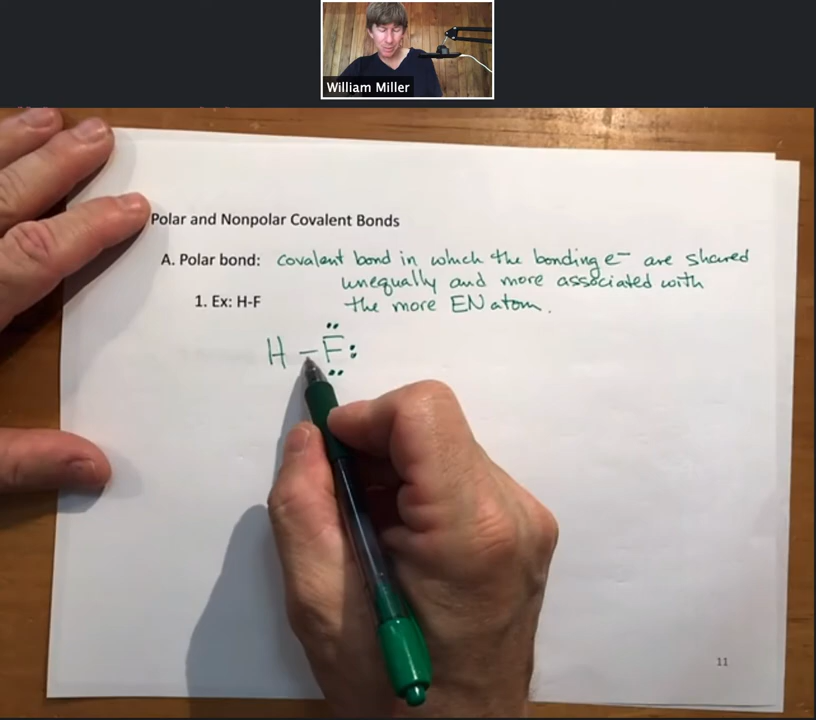 William Miller
Polar and Nonpolar Covalent Bonds
A. Polar bond: covalent bond in which the bonding e⁻ are shared
unequally and more associated with
1. Ex: H-F the more EN atom.
H–F
11